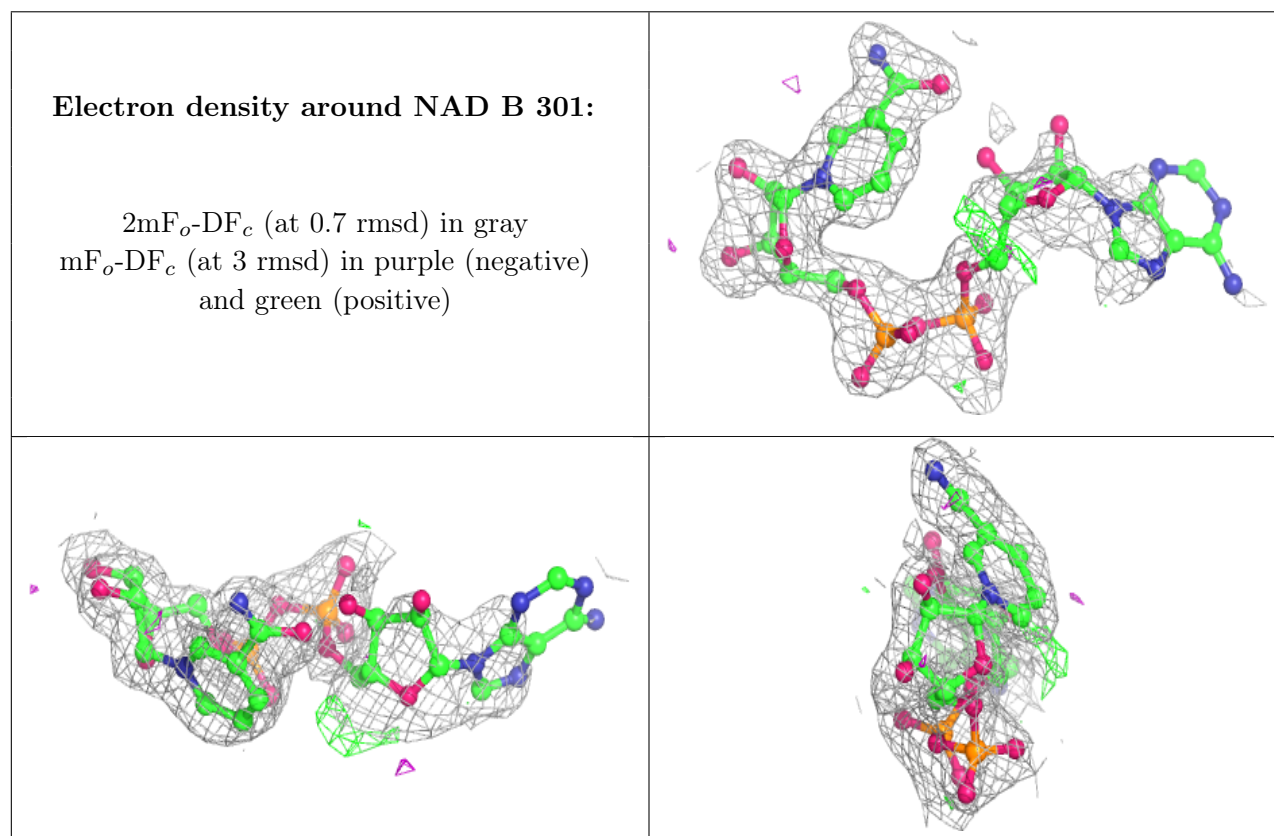 Electron density around NAD B 301:
2mFo-DFc (at 0.7 rmsd) in gray
mFo-DFc (at 3 rmsd) in purple (negative)
and green (positive)